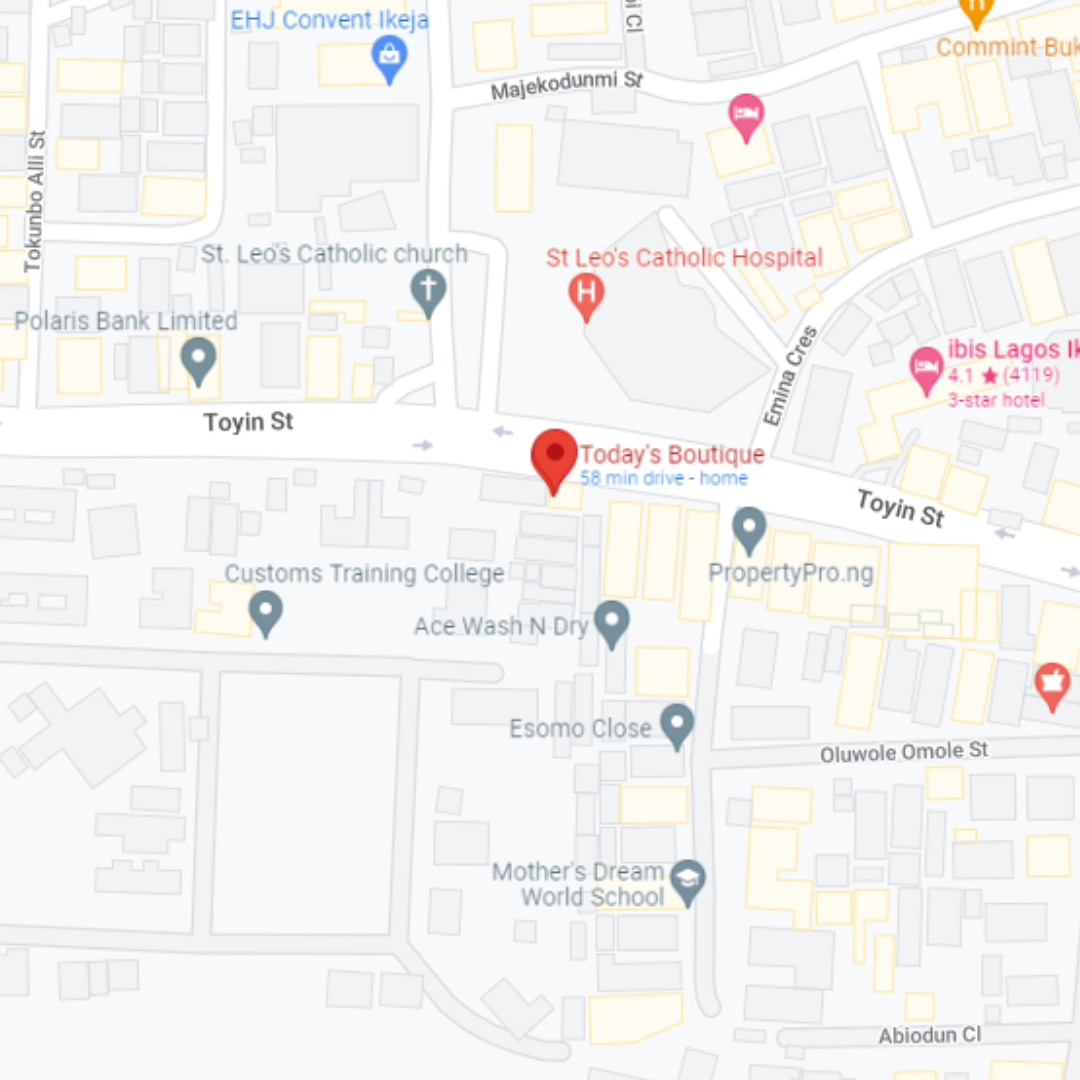 EHJ Convent Ikeja
Commint Buk
Majekodunmi St
Tokunbo Alli St
St. Leo's Catholic church
St Leo's Catholic Hospital
Polaris Bank Limited
Emina Cres
ibis Lagos Ik
4.1 ★ (4119)
3-star hotel
Toyin St
Today's Boutique
58 min drive - home
Toyin St
PropertyPro.ng
Customs Training College
Ace Wash N Dry
Esomo Close
Oluwole Omole St
Mother's Dream
World School
Abiodun Cl